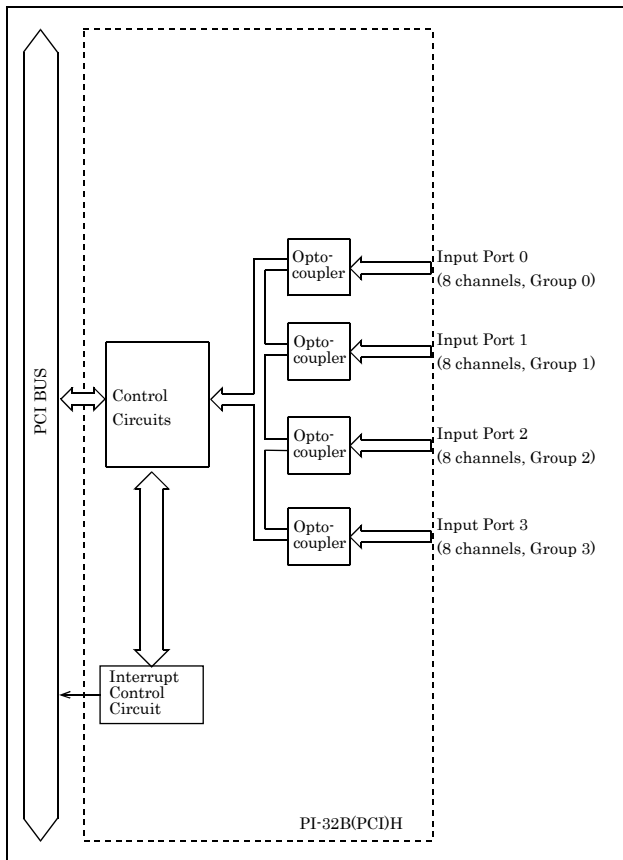 Opto-
coupler
Input Port 0
(8 channels, Group 0)
Opto-
coupler
Input Port 1
(8 channels, Group 1)
PCI BUS
Control
Circuits
Opto-
coupler
Input Port 2
(8 channels, Group 2)
Opto-
coupler
Input Port 3
(8 channels, Group 3)
Interrupt
Control
Circuit
PI-32B(PCI)H